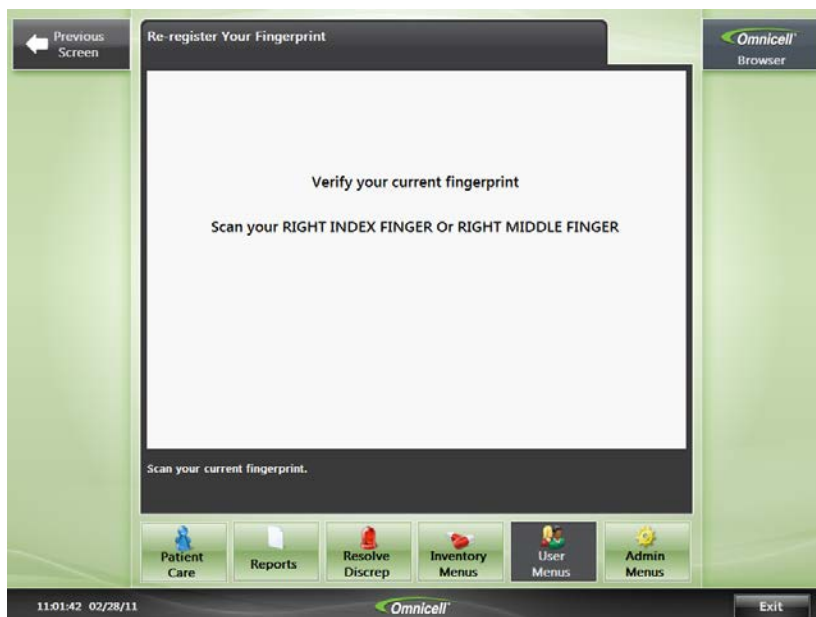 Previous
Screen
Re-register Your Fingerprint
Omnicell
Browser
Verify your current fingerprint
Scan your RIGHT INDEX FINGER Or RIGHT MIDDLE FINGER
Scan your current fingerprint.
Patient
Care
Reports
Resolve
Discrep
Inventory
Menus
User
Menus
Admin
Menus
11:01:42 02/28/11
Omnicell
Exit